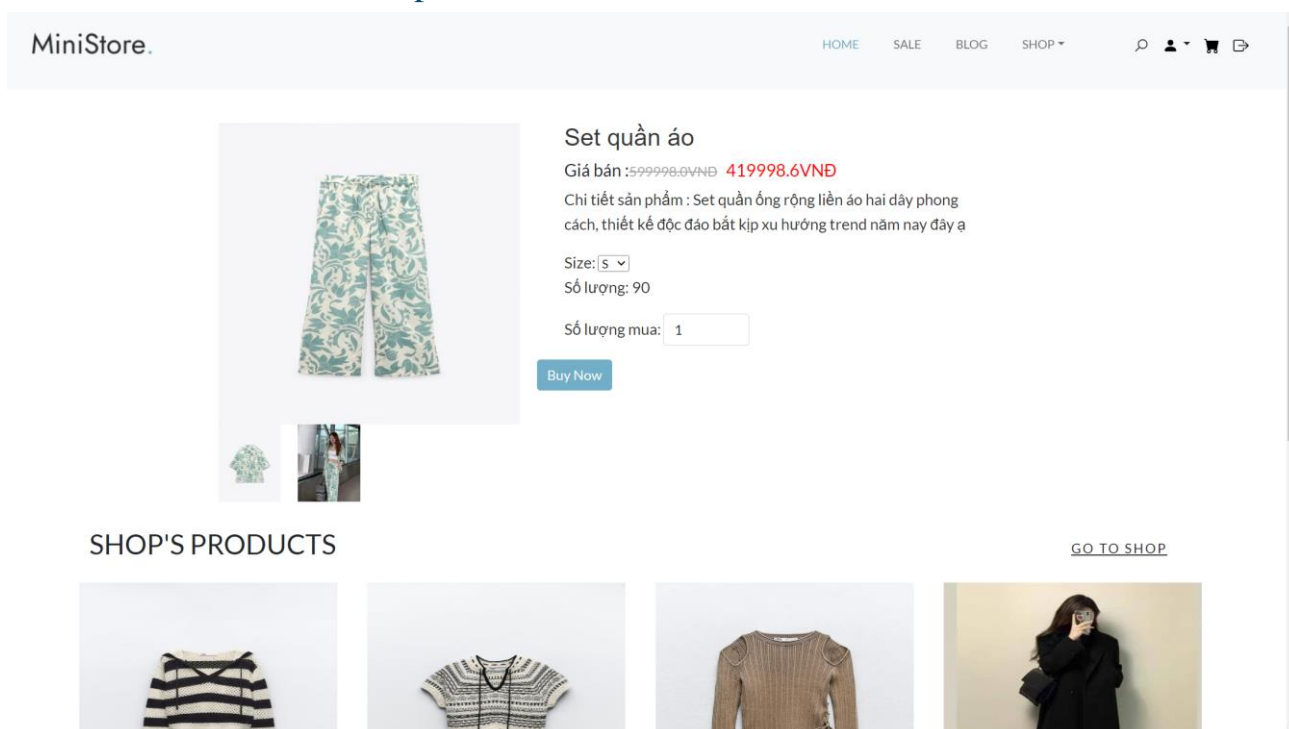 MiniStore.
HOME SALE BLOG SHOP
Set quần áo
Giá bán :599998.0VNĐ 419998.6VNĐ
Chi tiết sản phẩm : Set quần ống rộng liền áo hai dây phong
cách, thiết kế độc đáo bắt kịp xu hướng trend năm nay đây ạ
Size: S
Số lượng: 90
Số lượng mua: 1
Buy Now
SHOP'S PRODUCTS
GO TO SHOP